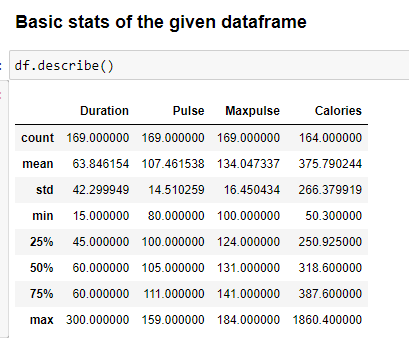 Basic stats of the given dataframe
df.describe()
Duration Pulse Maxpulse Calories
count 169.000000 169.000000 169.000000 164.000000
mean 63.846154 107.461538 134.047337 375.790244
std 42.299949 14.510259 16.450434 266.379919
min 15.000000 80.000000 100.000000 50.300000
25% 45.000000 100.000000 124.000000 250.925000
50% 60.000000 105.000000 131.000000 318.600000
75% 60.000000 111.000000 141.000000 387.600000
max 300.000000 159.000000 184.000000 1860.400000